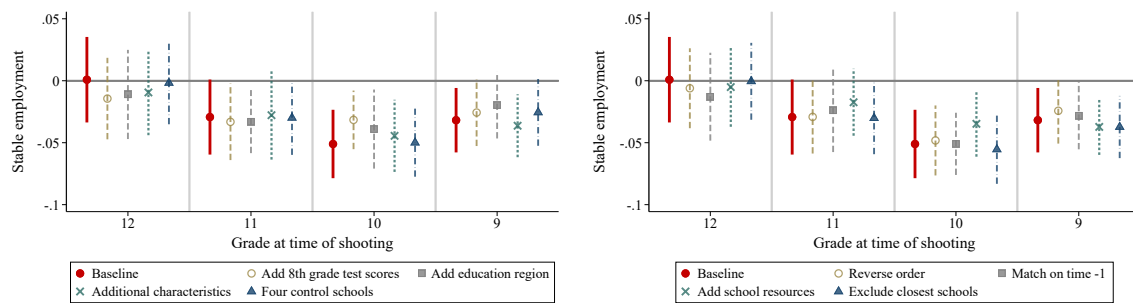 .05
0
-.05
-.1
Stable employment
12 11 10 9
Grade at time of shooting
Baseline Add 8th grade test scores Add education region
Additional characteristics Four control schools
.05
0
-.05
-.1
Stable employment
12 11 10 9
Grade at time of shooting
Baseline Reverse order Match on time -1
Add school resources Exclude closest schools